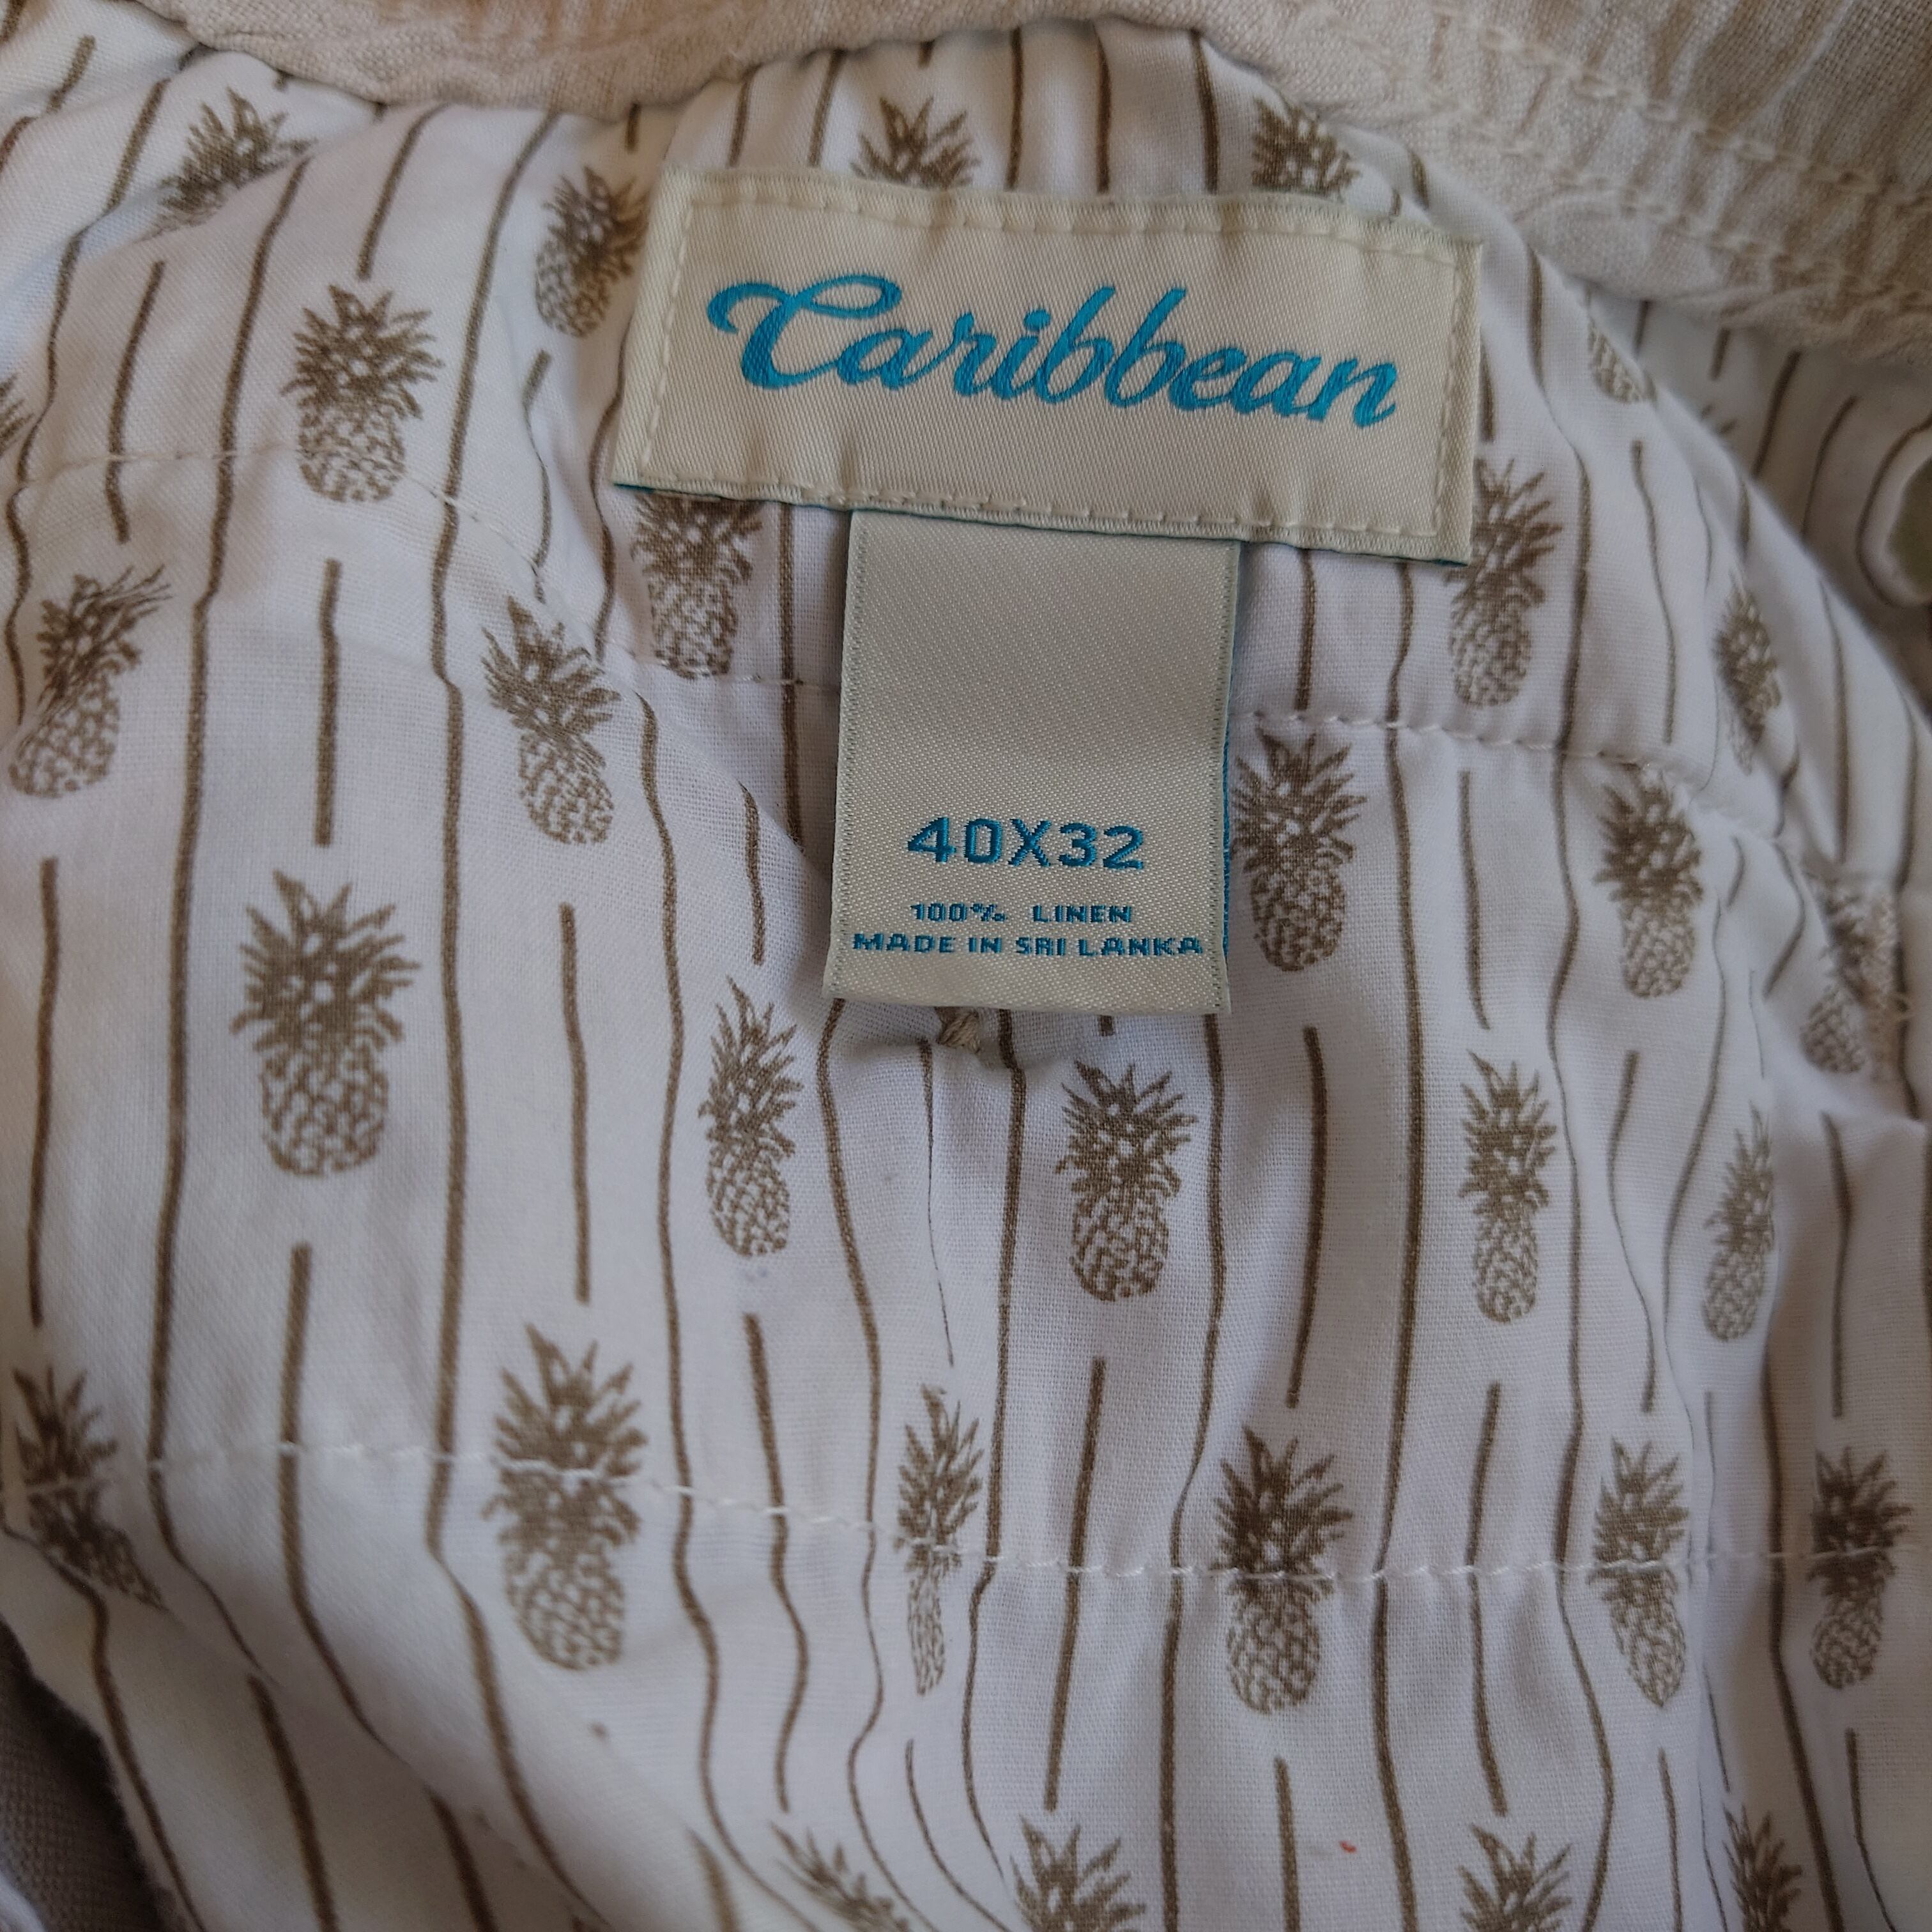 Caribbean
40X32
100% LINEN
MADE IN SRI LANKA